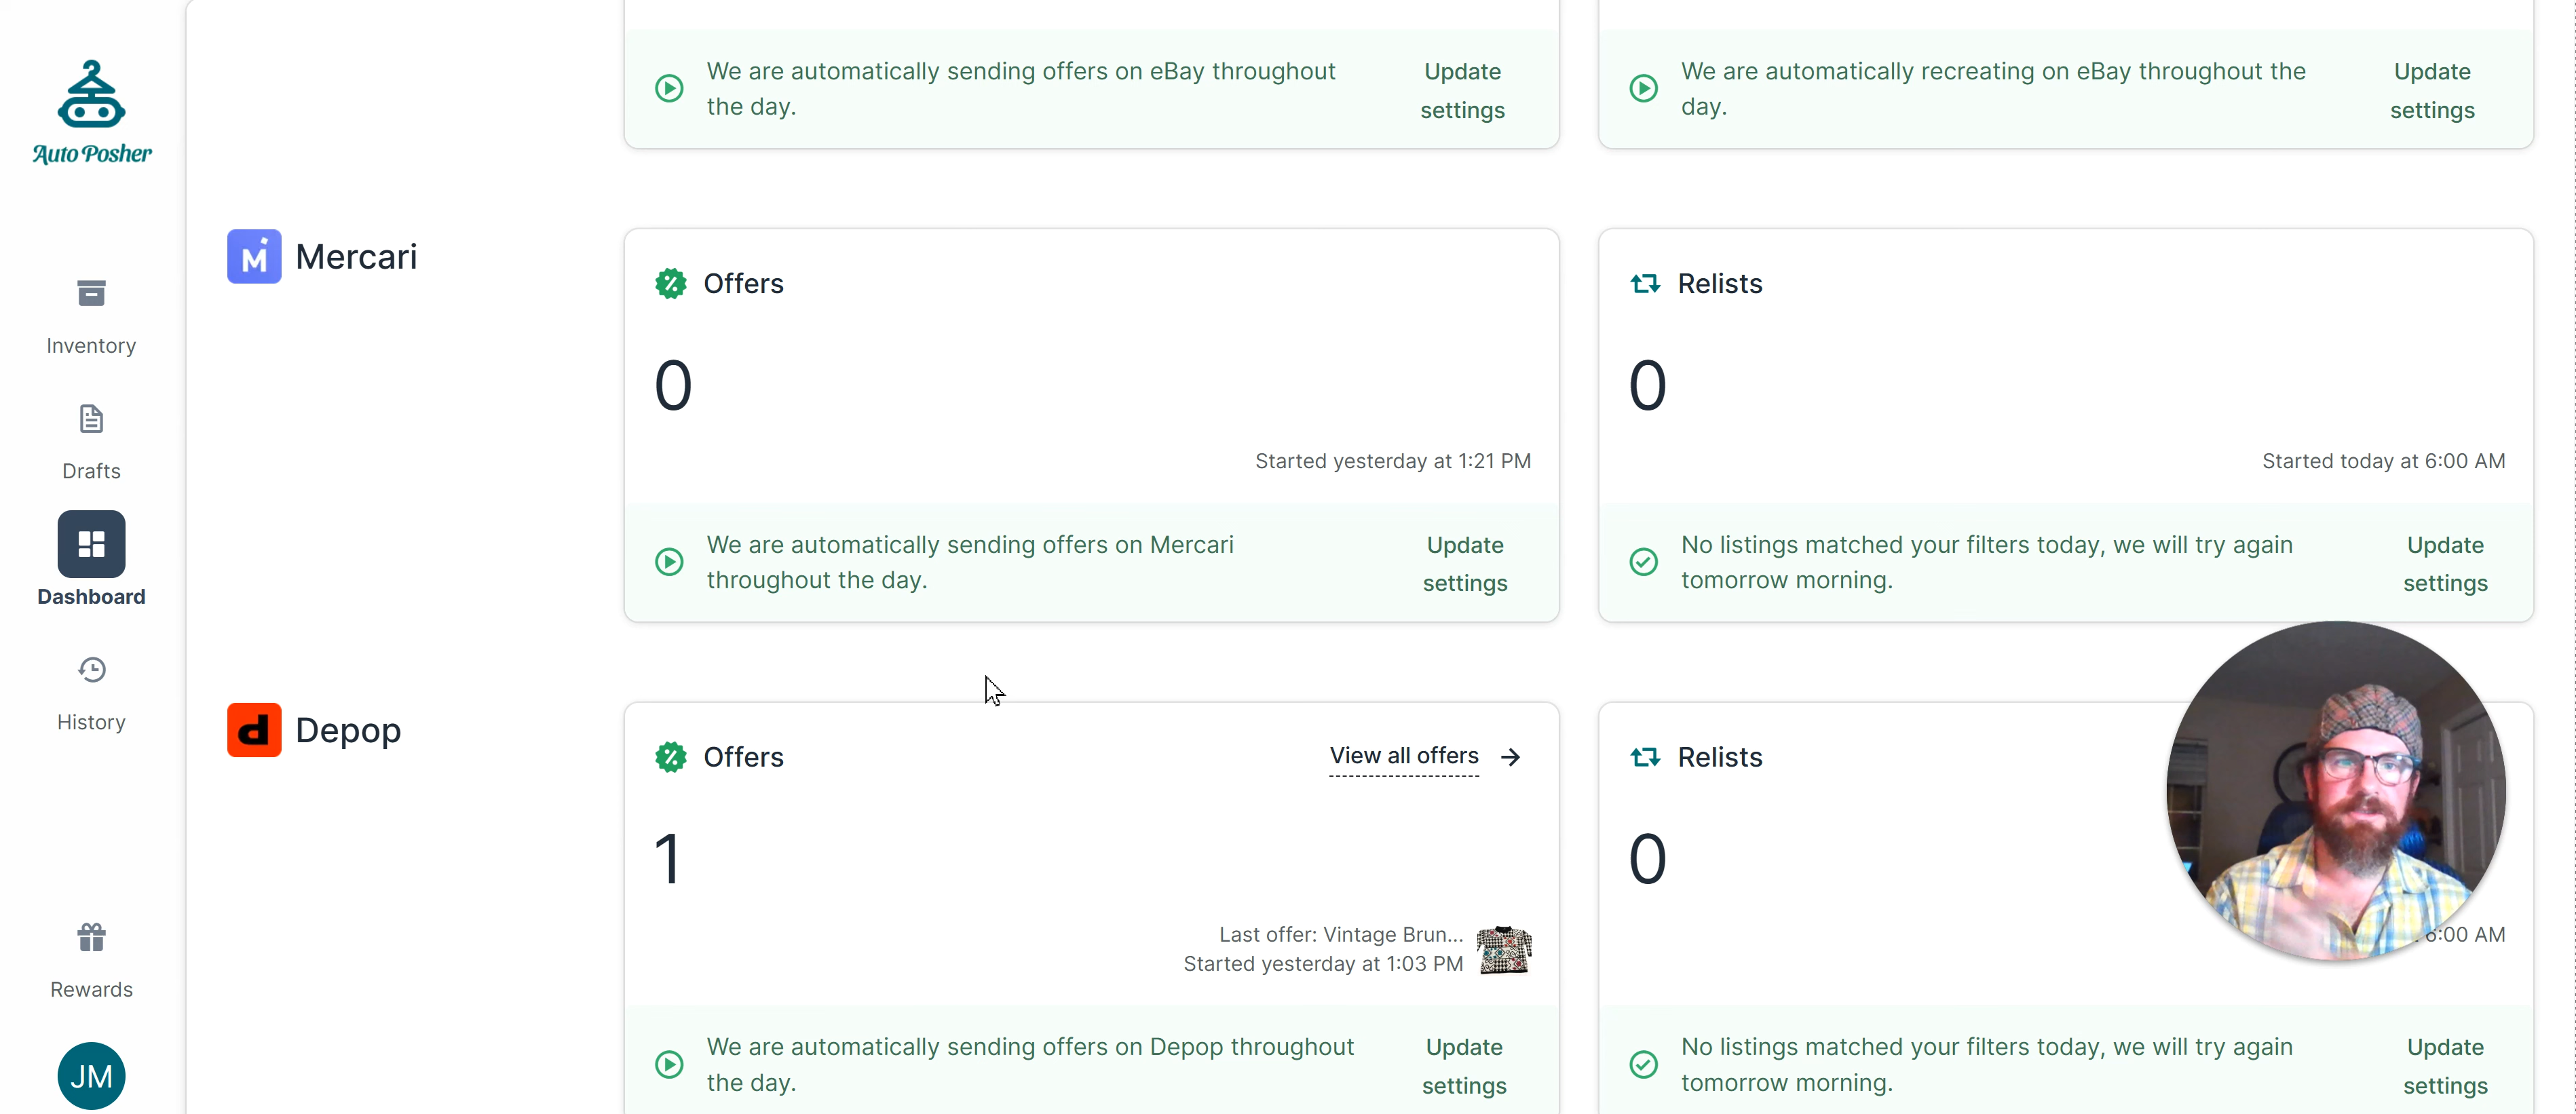 Auto Posher
Inventory
Drafts
Dashboard
History
Rewards
JM
We are automatically sending offers on eBay throughout
the day.
Update
settings
We are automatically recreating on eBay throughout the
day.
Update
settings
M Mercari
Offers
0
Started yesterday at 1:21 PM
We are automatically sending offers on Mercari
throughout the day.
Update
settings
Relists
0
Started today at 6:00 AM
No listings matched your filters today, we will try again
tomorrow morning.
Update
settings
d Depop
Offers
View all offers →
1
Last offer: Vintage Brun...
Started yesterday at 1:03 PM
We are automatically sending offers on Depop throughout
the day.
Update
settings
Relists
0
6:00 AM
No listings matched your filters today, we will try again
tomorrow morning.
Update
settings